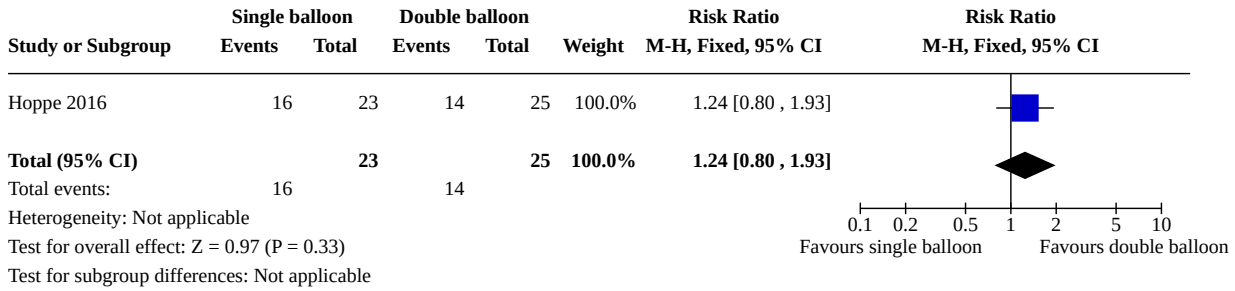 Single balloon Double balloon Risk Ratio Risk Ratio
Study or Subgroup Events Total Events Total Weight M-H, Fixed, 95% CI M-H, Fixed, 95% CI
Hoppe 2016 16 23 14 25 100.0% 1.24 [0.80 , 1.93]
Total (95% CI) 23 25 100.0% 1.24 [0.80 , 1.93]
Total events: 16 14
Heterogeneity: Not applicable
0.1 0.2 0.5 1 2 5 10
Test for overall effect: Z = 0.97 (P = 0.33) Favours single balloon Favours double balloon
Test for subgroup differences: Not applicable